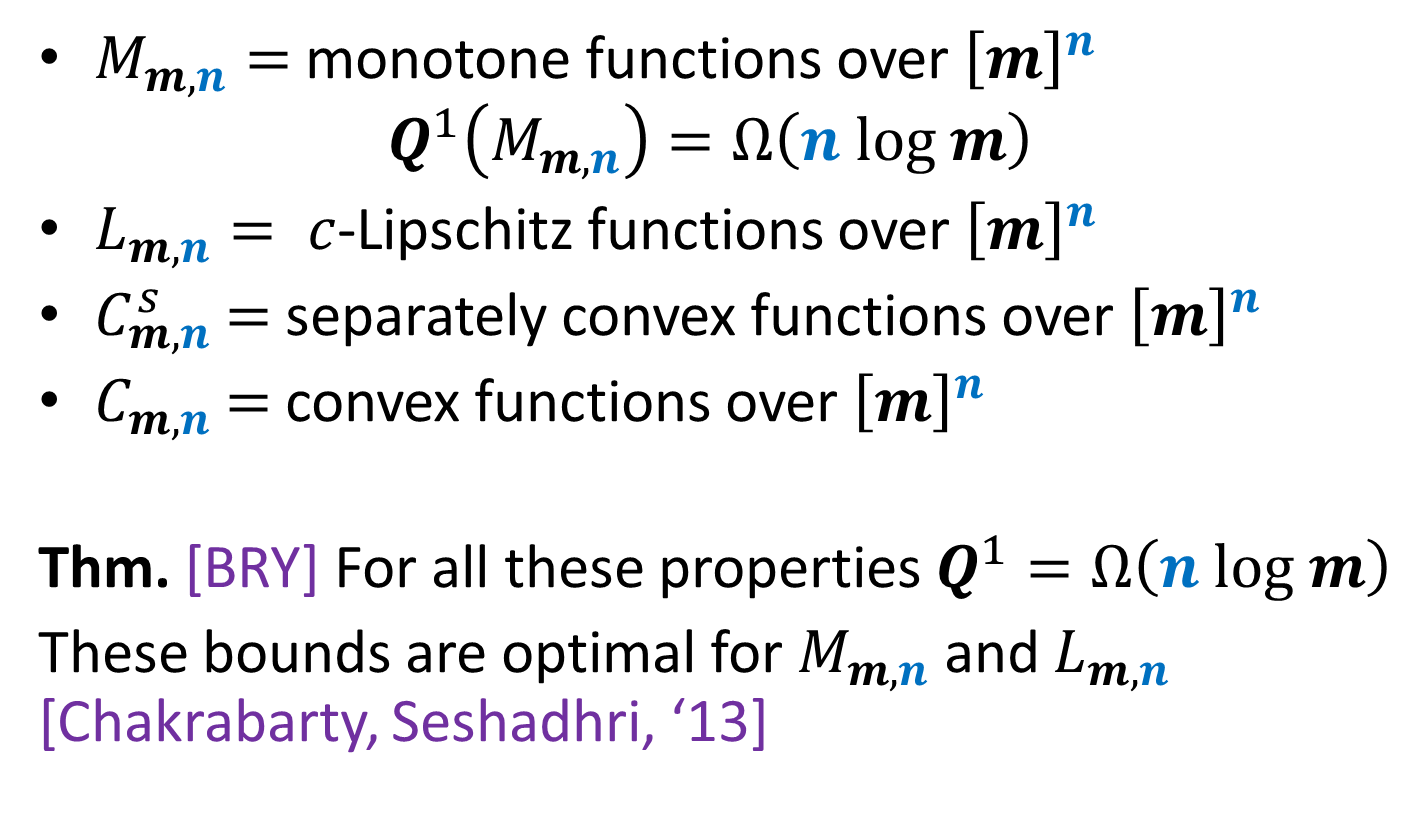 • $M_{m,n}$ = monotone functions over $[m]^n$
$Q^1(M_{m,n}) = \Omega(n \log m)$
• $L_{m,n}$ = $c$-Lipschitz functions over $[m]^n$
• $C^s_{m,n}$ = separately convex functions over $[m]^n$
• $C_{m,n}$ = convex functions over $[m]^n$
Thm. [BRY] For all these properties $Q^1 = \Omega(n \log m)$
These bounds are optimal for $M_{m,n}$ and $L_{m,n}$
[Chakrabarty, Seshadhri, ‘13]